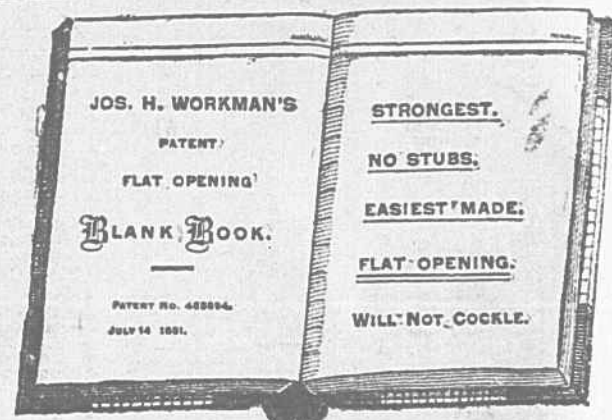 JOS. H. WORKMAN'S
PATENT
FLAT OPENING
BLANK BOOK.
PATENT NO.
JULY 14
STRONGEST.
NO STUBS.
EASIEST MADE.
FLAT OPENING.
WILL NOT COCKLE.